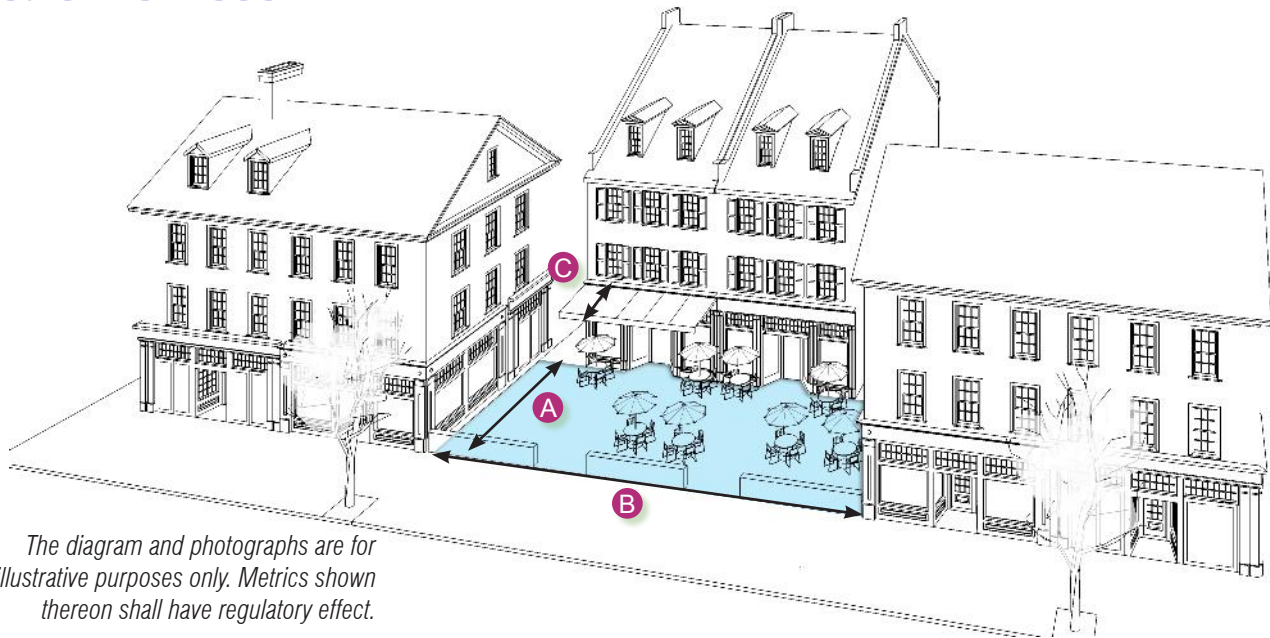 C
A
B
The diagram and photographs are for
illustrative purposes only. Metrics shown
thereon shall have regulatory effect.